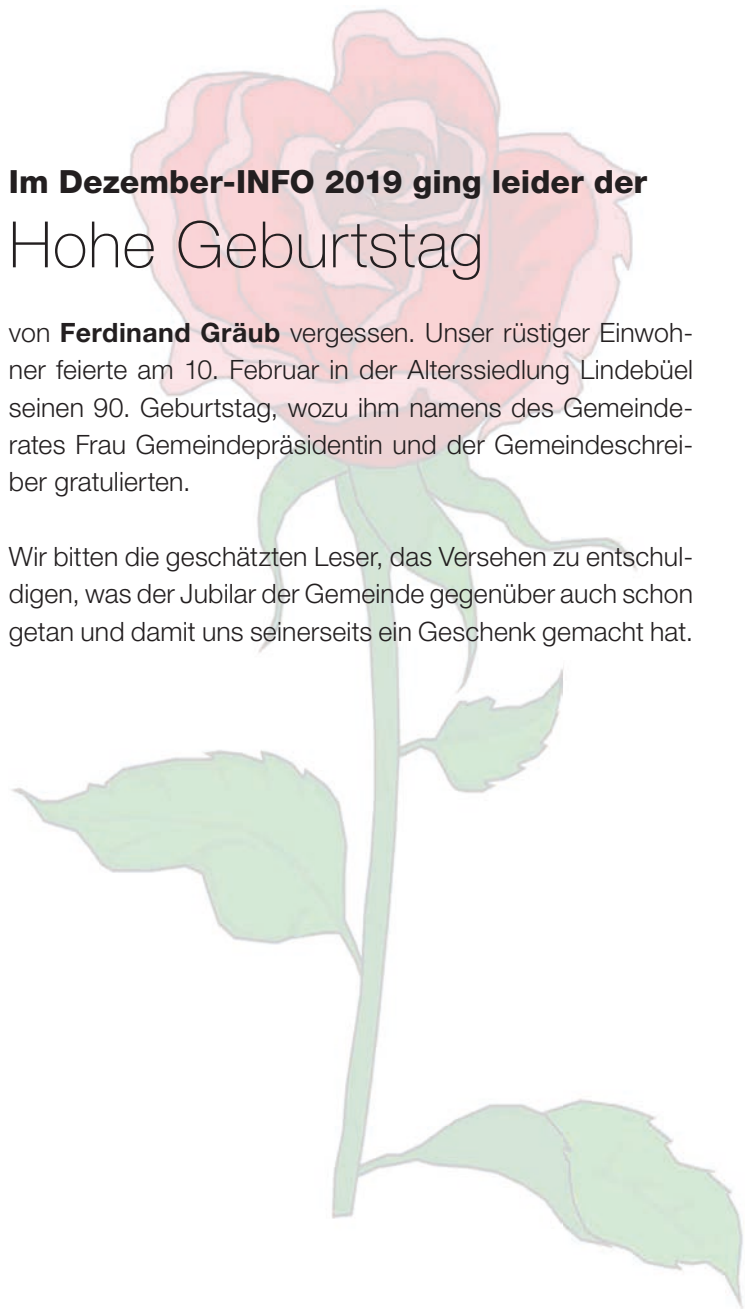 Im Dezember-INFO 2019 ging leider der
Hohe Geburtstag
von Ferdinand Gräub vergessen. Unser rüstiger Einwoh-
ner feierte am 10. Februar in der Alterssiedlung Lindebüel
seinen 90. Geburtstag, wozu ihm namens des Gemeinde-
rates Frau Gemeindepräsidentin und der Gemeindeschrei-
ber gratulierten.
Wir bitten die geschätzten Leser, das Versehen zu entschul-
digen, was der Jubilar der Gemeinde gegenüber auch schon
getan und damit uns seinerseits ein Geschenk gemacht hat.